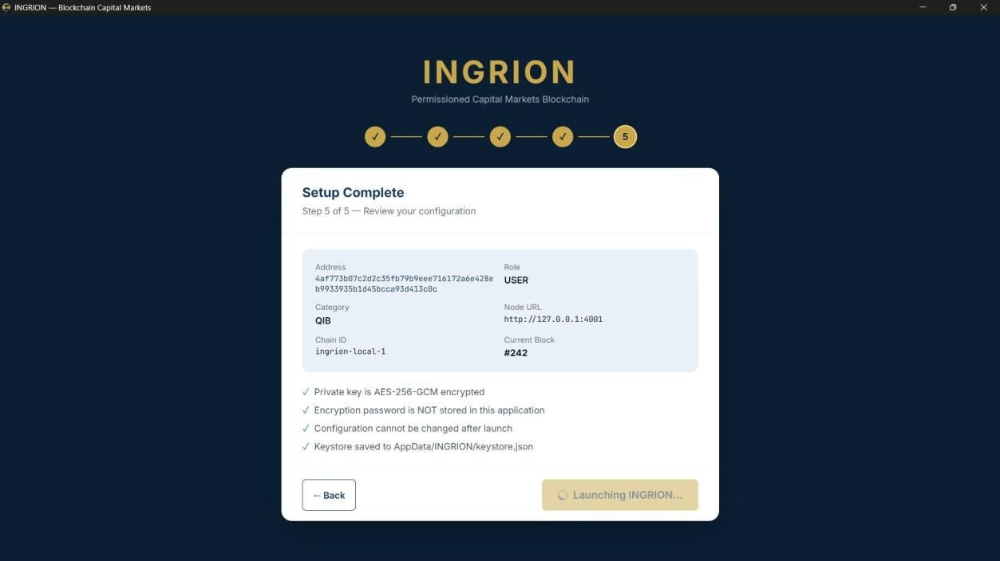 INGRION — Blockchain Capital Markets
INGRION
Permissioned Capital Markets Blockchain
✓ ✓ ✓ ✓ 5
Setup Complete
Step 5 of 5 — Review your configuration
Address
4af773b07c2d2c35fb79b9eee716172a6e428e
b9933935b1d45bcca93d413c0c
Role
USER
Category
QIB
Node URL
http://127.0.0.1:4001
Chain ID
ingrion-local-1
Current Block
#242
✓ Private key is AES-256-GCM encrypted
✓ Encryption password is NOT stored in this application
✓ Configuration cannot be changed after launch
✓ Keystore saved to AppData/INGRION/keystore.json
← Back
Launching INGRION...